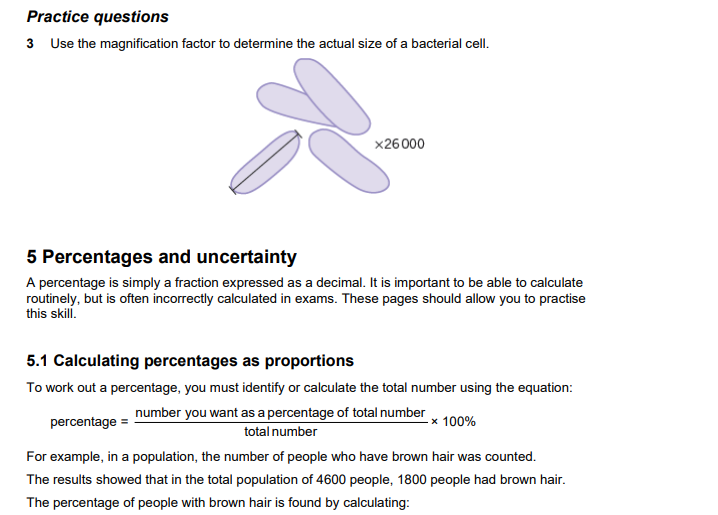 Practice questions
3 Use the magnification factor to determine the actual size of a bacterial cell.
×26 000
5 Percentages and uncertainty
A percentage is simply a fraction expressed as a decimal. It is important to be able to calculate
routinely, but is often incorrectly calculated in exams. These pages should allow you to practise
this skill.
5.1 Calculating percentages as proportions
To work out a percentage, you must identify or calculate the total number using the equation:
percentage = number you want as a percentage of total number / total number × 100%
For example, in a population, the number of people who have brown hair was counted.
The results showed that in the total population of 4600 people, 1800 people had brown hair.
The percentage of people with brown hair is found by calculating: